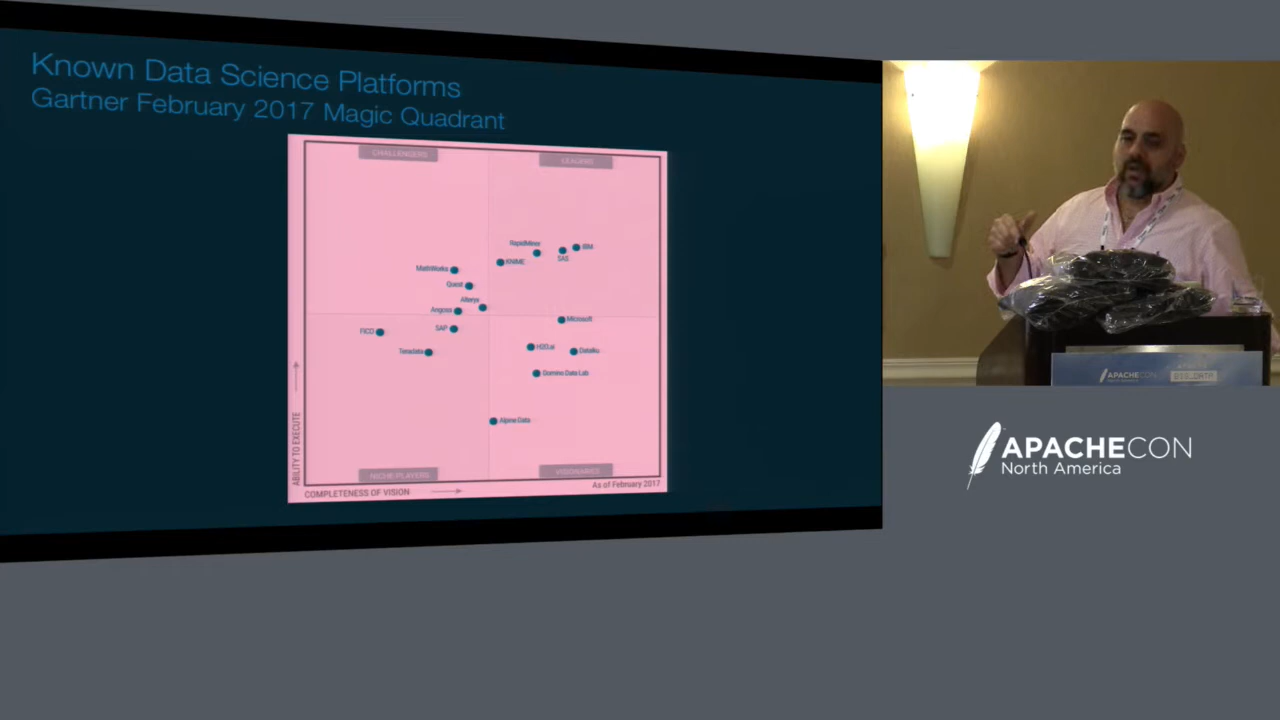 Known Data Science Platforms
Gartner February 2017 Magic Quadrant
CHALLENGERS
LEADERS
RapidMiner
IBM
SAS
KNIME
MathWorks
Quest
Alteryx
Angoss
Microsoft
FICO
SAP
Teradata
H2O.ai
Dataiku
Domino Data Lab
Alpine Data
NICHE PLAYERS
VISIONARIES
ABILITY TO EXECUTE
COMPLETENESS OF VISION
As of February 2017
APACHECON
BIG_DATA
APACHECON
North America